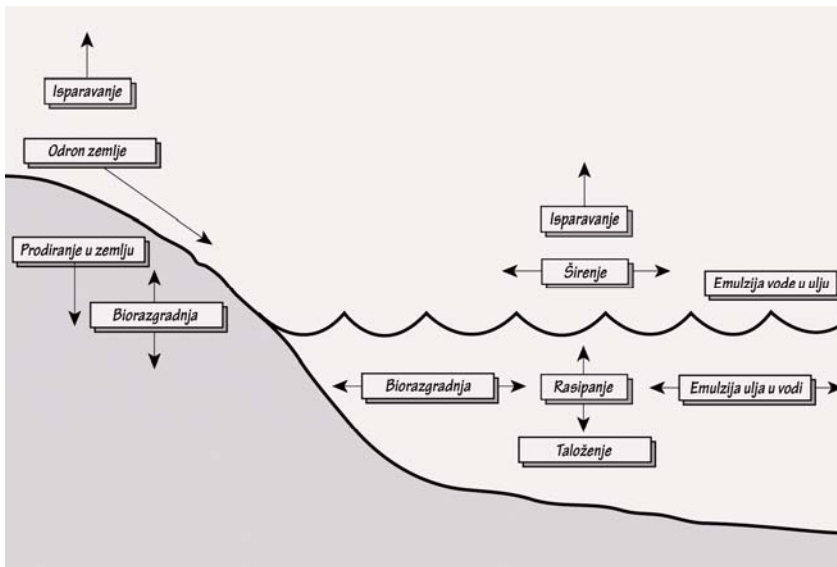 Isparavanje
Odron zemlje
Isparavanje
Prodiranje u zemlju
Širenje
Emulzija vode u ulju
Biorazgradnja
Biorazgradnja
Rasipanje
Emulzija ulja u vodi
Taloženje